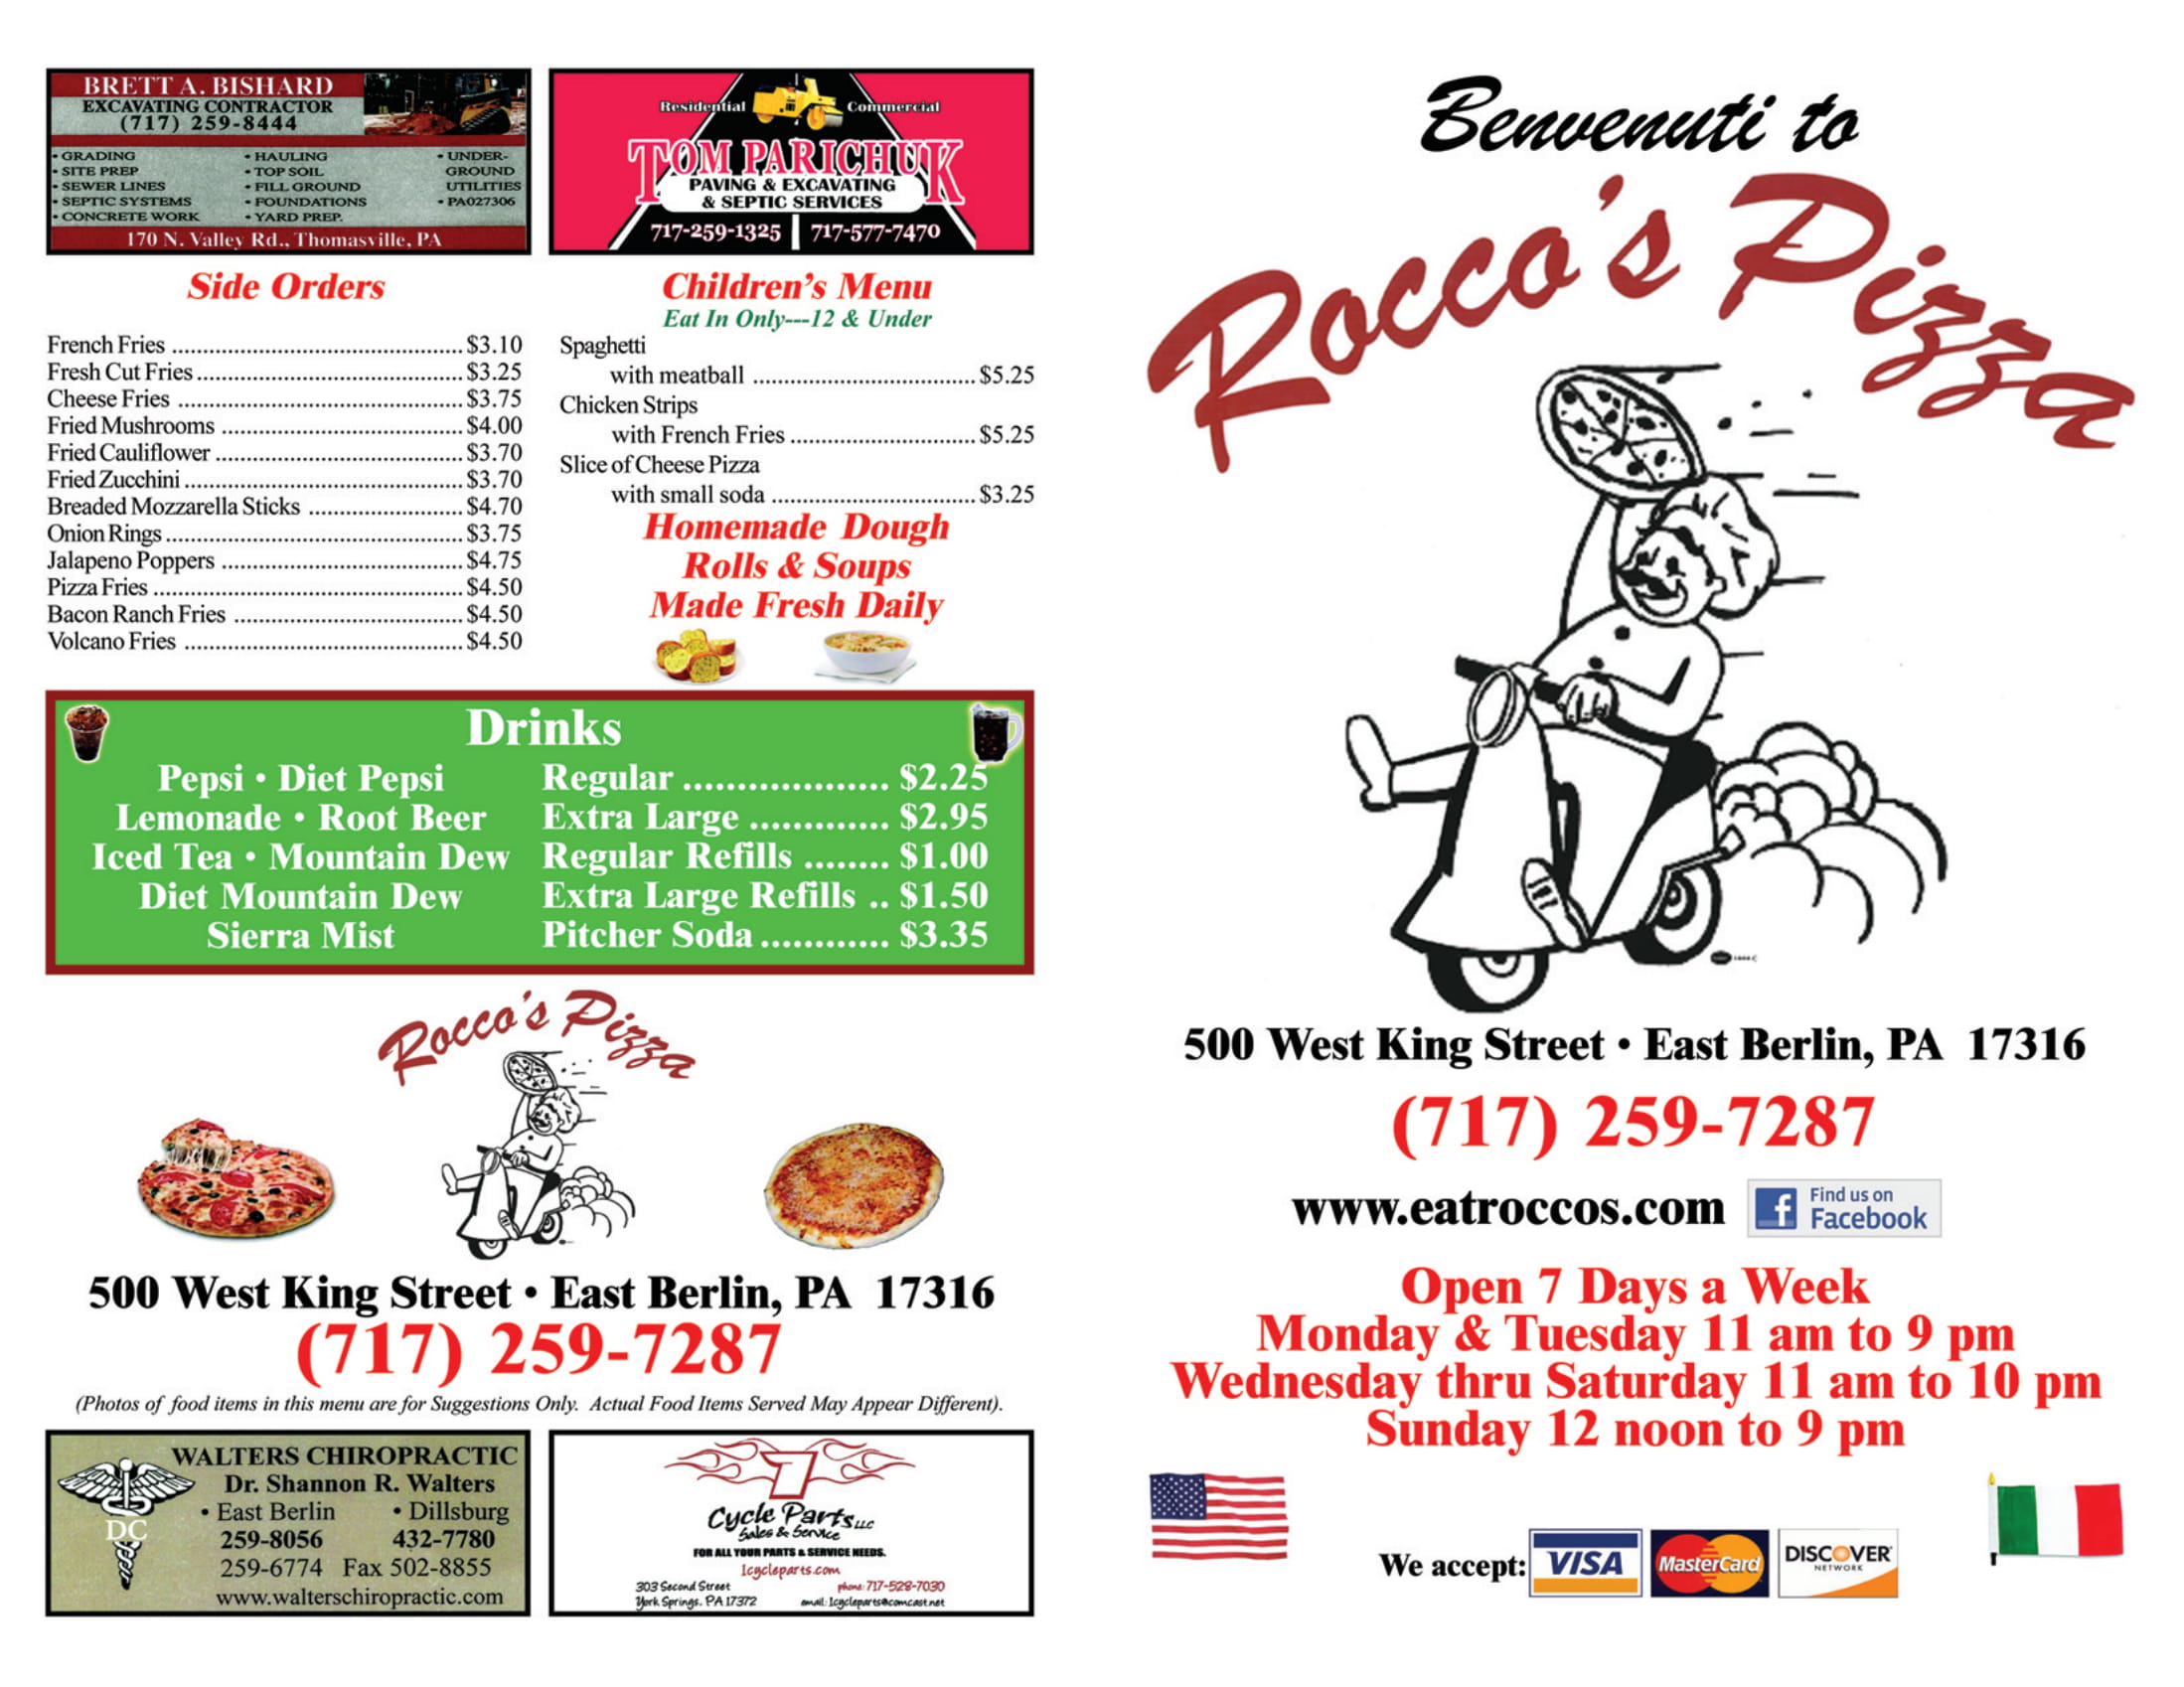 BRETT A. BISHARD
EXCAVATING CONTRACTOR
(717) 259-8444
• GRADING
• SITE PREP
• SEWER LINES
• SEPTIC SYSTEMS
• CONCRETE WORK
• HAULING
• TOP SOIL
• FILL GROUND
• FOUNDATIONS
• YARD PREP.
• UNDER-
GROUND
UTILITIES
• PA027306
170 N. Valley Rd., Thomasville, PA
Residential Commercial
TOM PARICHUK
PAVING & EXCAVATING
& SEPTIC SERVICES
717-259-1325 717-577-7470
Side Orders
French Fries ............................................... $3.10
Fresh Cut Fries ........................................... $3.25
Cheese Fries .............................................. $3.75
Fried Mushrooms ....................................... $4.00
Fried Cauliflower ........................................ $3.70
Fried Zucchini ............................................. $3.70
Breaded Mozzarella Sticks ......................... $4.70
Onion Rings ................................................ $3.75
Jalapeno Poppers ....................................... $4.75
Pizza Fries .................................................. $4.50
Bacon Ranch Fries ..................................... $4.50
Volcano Fries ............................................. $4.50
Children's Menu
Eat In Only---12 & Under
Spaghetti
with meatball .................................... $5.25
Chicken Strips
with French Fries .............................. $5.25
Slice of Cheese Pizza
with small soda ................................. $3.25
Homemade Dough
Rolls & Soups
Made Fresh Daily
Drinks
Pepsi • Diet Pepsi
Lemonade • Root Beer
Iced Tea • Mountain Dew
Diet Mountain Dew
Sierra Mist
Regular ................... $2.25
Extra Large ............. $2.95
Regular Refills ........ $1.00
Extra Large Refills .. $1.50
Pitcher Soda ............ $3.35
Rocco's Pizza
500 West King Street • East Berlin, PA 17316
(717) 259-7287
(Photos of food items in this menu are for Suggestions Only. Actual Food Items Served May Appear Different).
WALTERS CHIROPRACTIC
Dr. Shannon R. Walters
• East Berlin • Dillsburg
259-8056 432-7780
259-6774 Fax 502-8855
www.walterschiropractic.com
DC
1
Cycle Parts LLC
Sales & Service
FOR ALL YOUR PARTS & SERVICE NEEDS.
1cycleparts.com
303 Second Street phone: 717-528-7030
York Springs, PA 17372 email: 1cycleparts@comcast.net
Benvenuti to
Rocco's Pizza
500 West King Street • East Berlin, PA 17316
(717) 259-7287
www.eatroccos.com
Find us on
Facebook
Open 7 Days a Week
Monday & Tuesday 11 am to 9 pm
Wednesday thru Saturday 11 am to 10 pm
Sunday 12 noon to 9 pm
We accept: VISA MasterCard DISCOVER
NETWORK